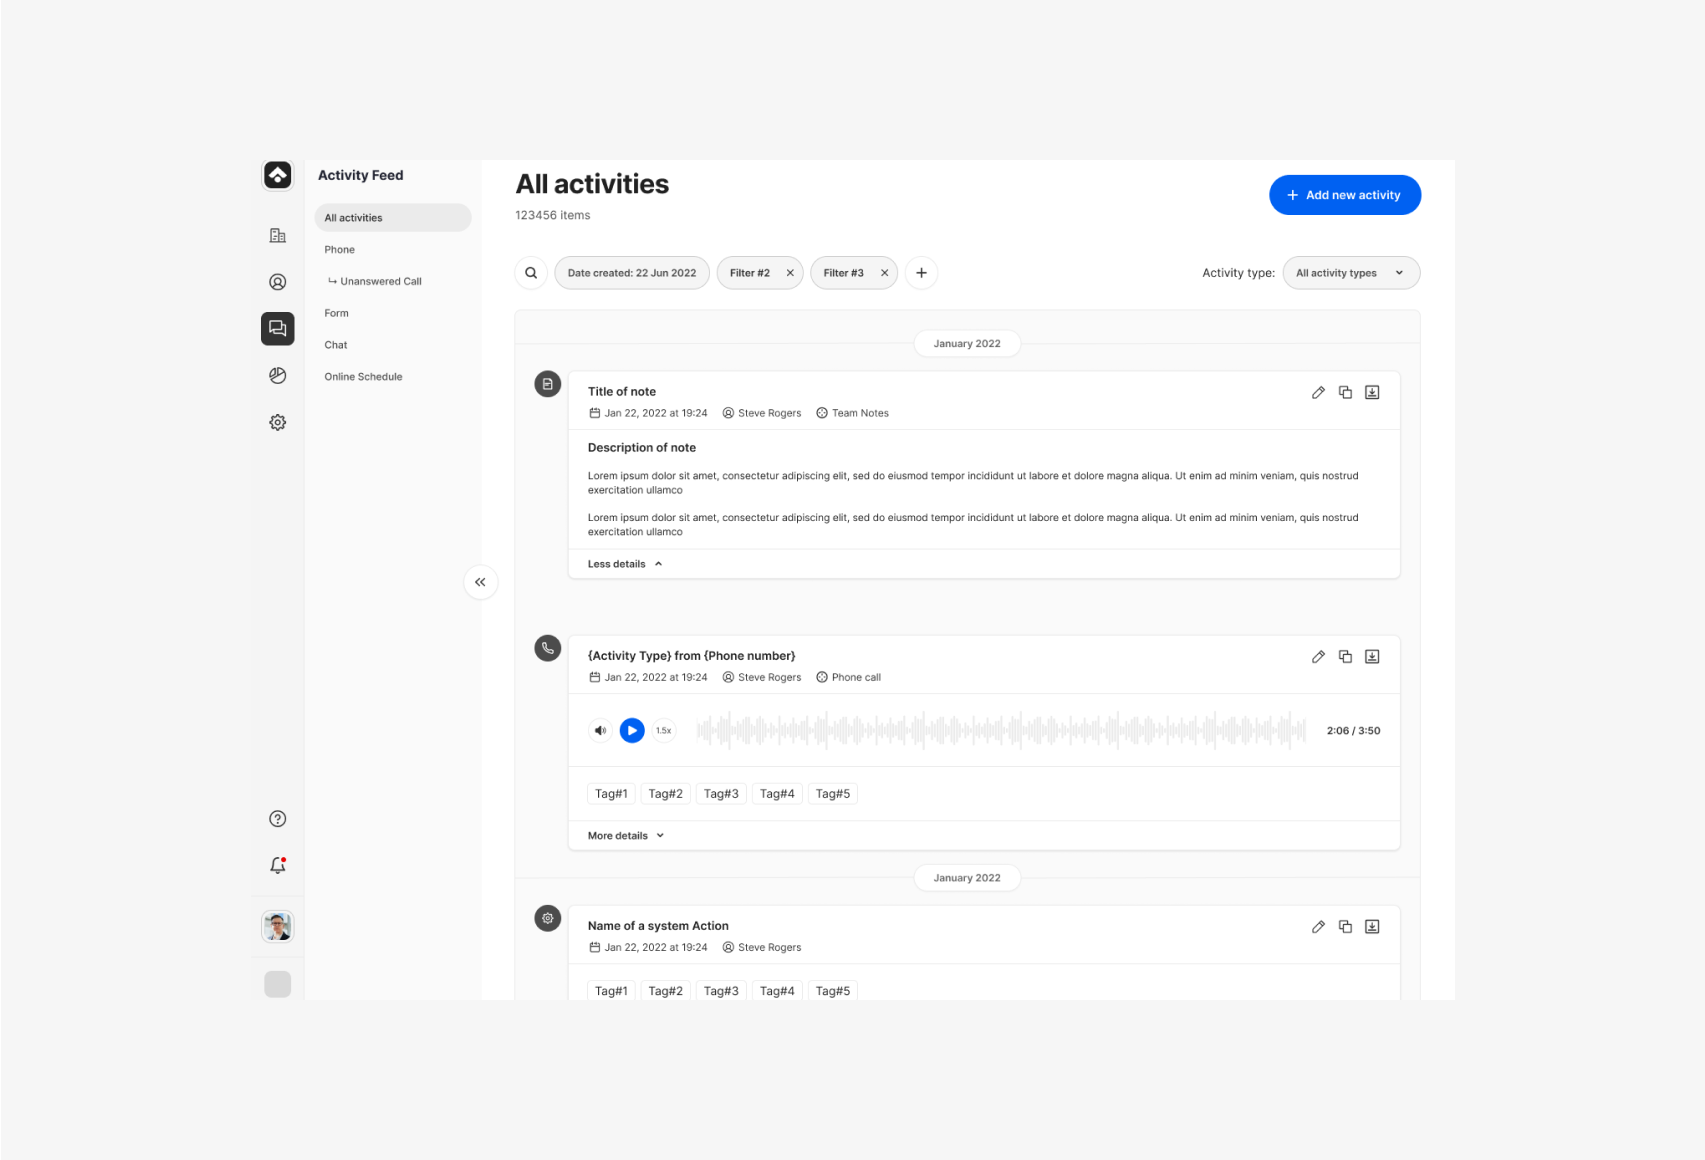 Activity Feed
All activities
Phone
Unanswered Call
Form
Chat
Online Schedule
All activities
123456 items
+ Add new activity
Date created: 22 Jun 2022
Filter #2
Filter #3
Activity type:
All activity types
January 2022
Title of note
Jan 22, 2022 at 19:24 Steve Rogers Team Notes
Description of note
Lorem ipsum dolor sit amet, consectetur adipiscing elit, sed do eiusmod tempor incididunt ut labore et dolore magna aliqua. Ut enim ad minim veniam, quis nostrud
exercitation ullamco
Lorem ipsum dolor sit amet, consectetur adipiscing elit, sed do eiusmod tempor incididunt ut labore et dolore magna aliqua. Ut enim ad minim veniam, quis nostrud
exercitation ullamco
Less details
{Activity Type} from {Phone number}
Jan 22, 2022 at 19:24 Steve Rogers Phone call
1.5x
2:06 / 3:50
Tag#1 Tag#2 Tag#3 Tag#4 Tag#5
More details
January 2022
Name of a system Action
Jan 22, 2022 at 19:24 Steve Rogers
Tag#1 Tag#2 Tag#3 Tag#4 Tag#5